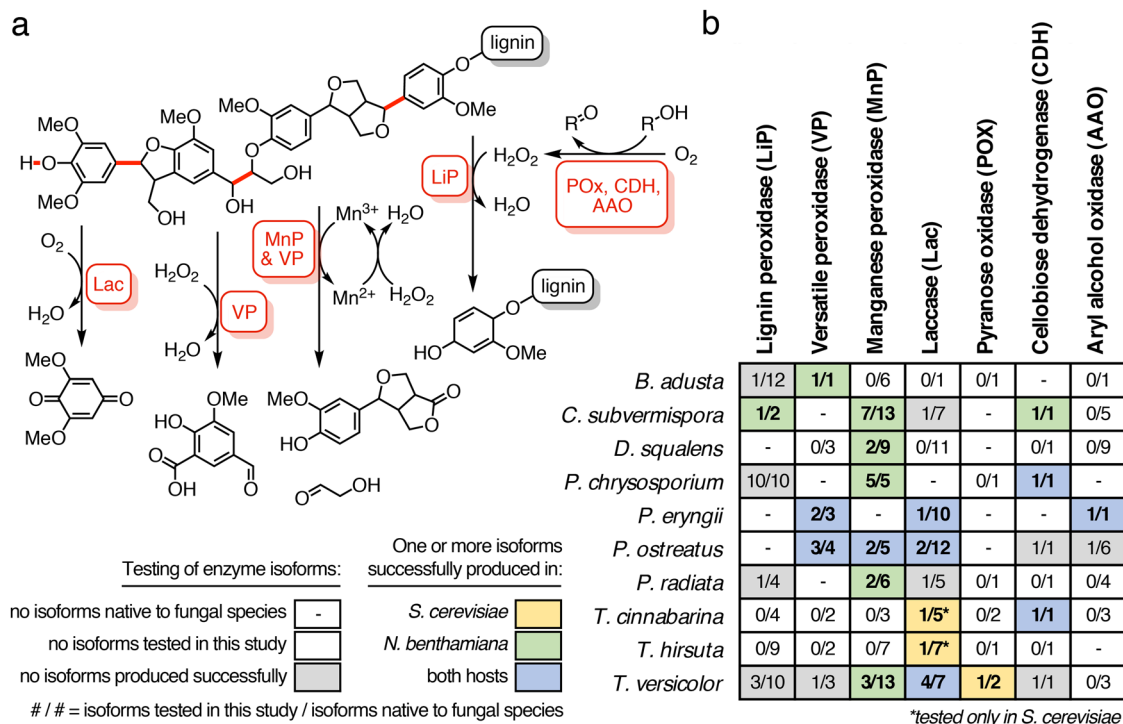 a
lignin
O
O
MeO
OMe
O
MeO
MeO
O
O
O
H-O
MeO
OH
OH
HO
LiP
H2O2
H2O
R=O
R-OH
O2
POx, CDH,
AAO
O2
Lac
H2O
H2O2
VP
H2O
MnP
& VP
Mn3+
H2O
Mn2+
H2O2
O
lignin
HO
OMe
MeO
O
O
MeO
OMe
HO
O
OH
O
MeO
HO
O
O
O
O
OH
Testing of enzyme isoforms:
no isoforms native to fungal species -
no isoforms tested in this study
no isoforms produced successfully
One or more isoforms
successfully produced in:
S. cerevisiae
N. benthamiana
both hosts
# / # = isoforms tested in this study / isoforms native to fungal species
b
Lignin peroxidase (LiP)
Versatile peroxidase (VP)
Manganese peroxidase (MnP)
Laccase (Lac)
Pyranose oxidase (POX)
Cellobiose dehydrogenase (CDH)
Aryl alcohol oxidase (AAO)
B. adusta 1/12 1/1 0/6 0/1 0/1 - 0/1
C. subvermispora 1/2 - 7/13 1/7 - 1/1 0/5
D. squalens - 0/3 2/9 0/11 - 0/1 0/9
P. chrysosporium 10/10 - 5/5 - 0/1 1/1 -
P. eryngii - 2/3 - 1/10 - - 1/1
P. ostreatus - 3/4 2/5 2/12 - 1/1 1/6
P. radiata 1/4 - 2/6 1/5 0/1 0/1 0/4
T. cinnabarina 0/4 0/2 0/3 1/5* 0/2 1/1 0/3
T. hirsuta 0/9 0/2 0/7 1/7* 0/1 0/1 -
T. versicolor 3/10 1/3 3/13 4/7 1/2 1/1 0/3
*tested only in S. cerevisiae